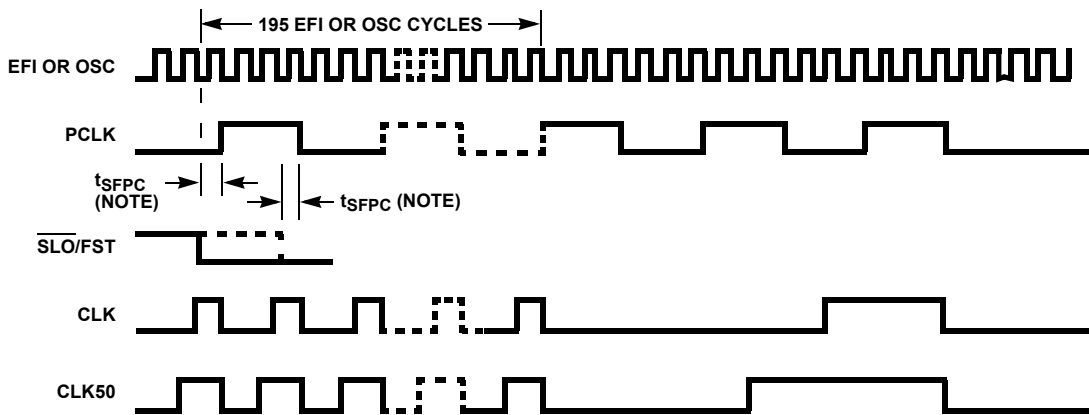 195 EFI OR OSC CYCLES
EFI OR OSC
PCLK
tSFPC
(NOTE)
tSFPC (NOTE)
SLO/FST
CLK
CLK50